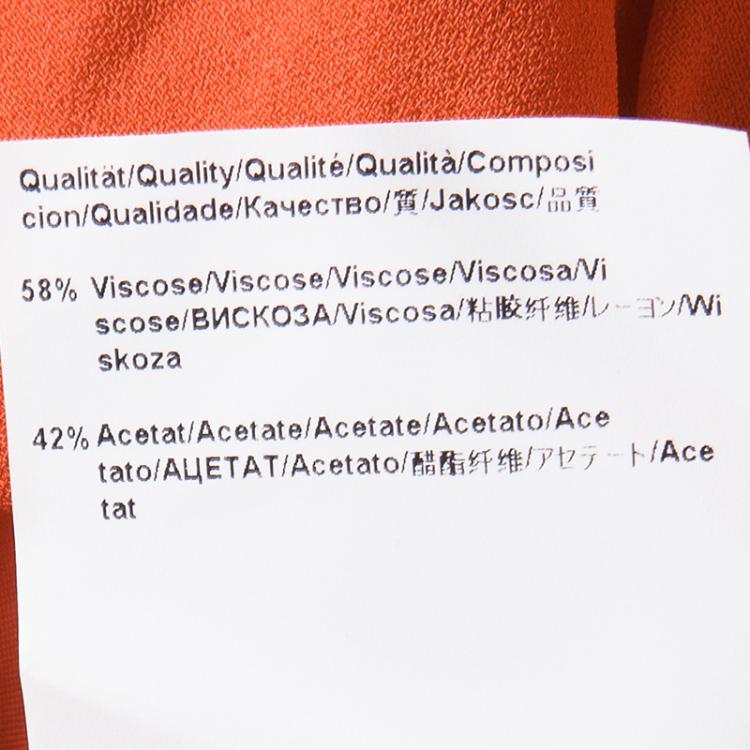 Qualität/Quality/Qualité/Qualità/Composi
cion/Qualidade/Качество/質/Jakosc/品質
58% Viscose/Viscose/Viscose/Viscosa/Vi
scose/ВИСКОЗА/Viscosa/粘胶纤维/レーヨン/Wi
skoza
42% Acetat/Acetate/Acetate/Acetato/Ace
tato/АЦЕТАТ/Acetato/醋酯纤维/アセテート/Ace
tat